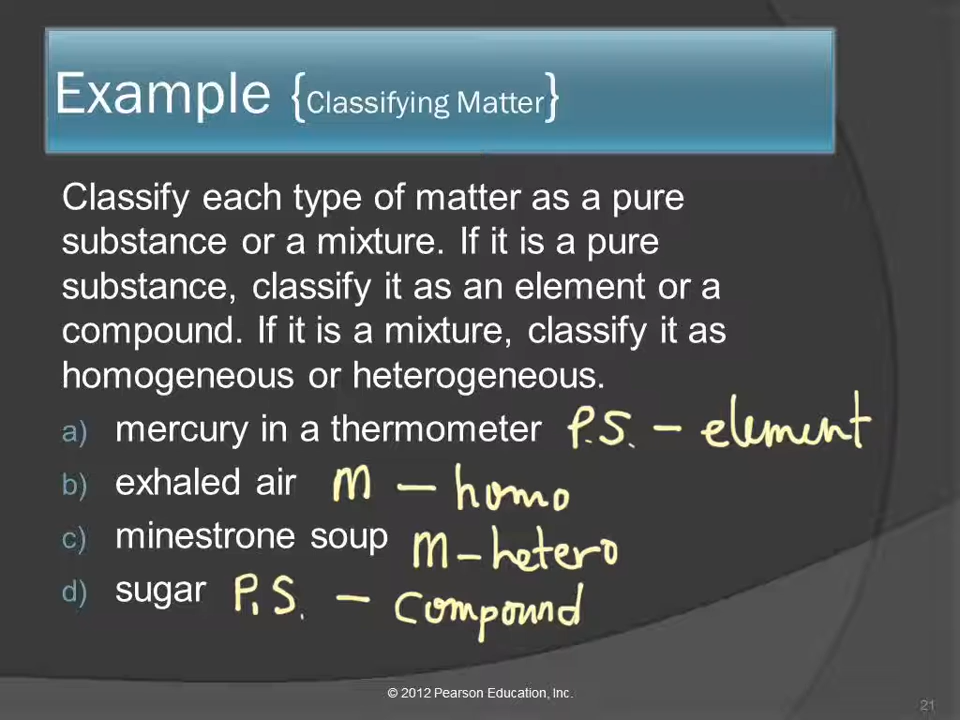 Example {Classifying Matter}
Classify each type of matter as a pure
substance or a mixture. If it is a pure
substance, classify it as an element or a
compound. If it is a mixture, classify it as
homogeneous or heterogeneous.
a) mercury in a thermometer P.S. – element
b) exhaled air M – homo
c) minestrone soup M – hetero
d) sugar P.S. – compound
© 2012 Pearson Education, Inc.
21